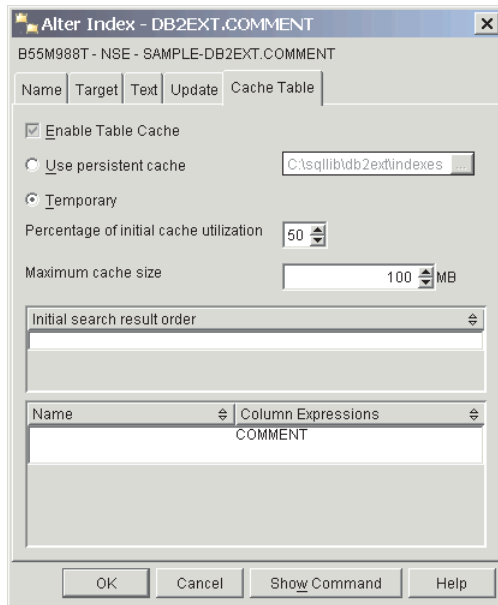 Alter Index - DB2EXT.COMMENT
B55M988T - NSE - SAMPLE-DB2EXT.COMMENT
Name Target Text Update Cache Table
Enable Table Cache
Use persistent cache C:\sqllib\db2ext\indexes ...
Temporary
Percentage of initial cache utilization 50
Maximum cache size 100 MB
Initial search result order
Name Column Expressions
COMMENT
OK Cancel Show Command Help